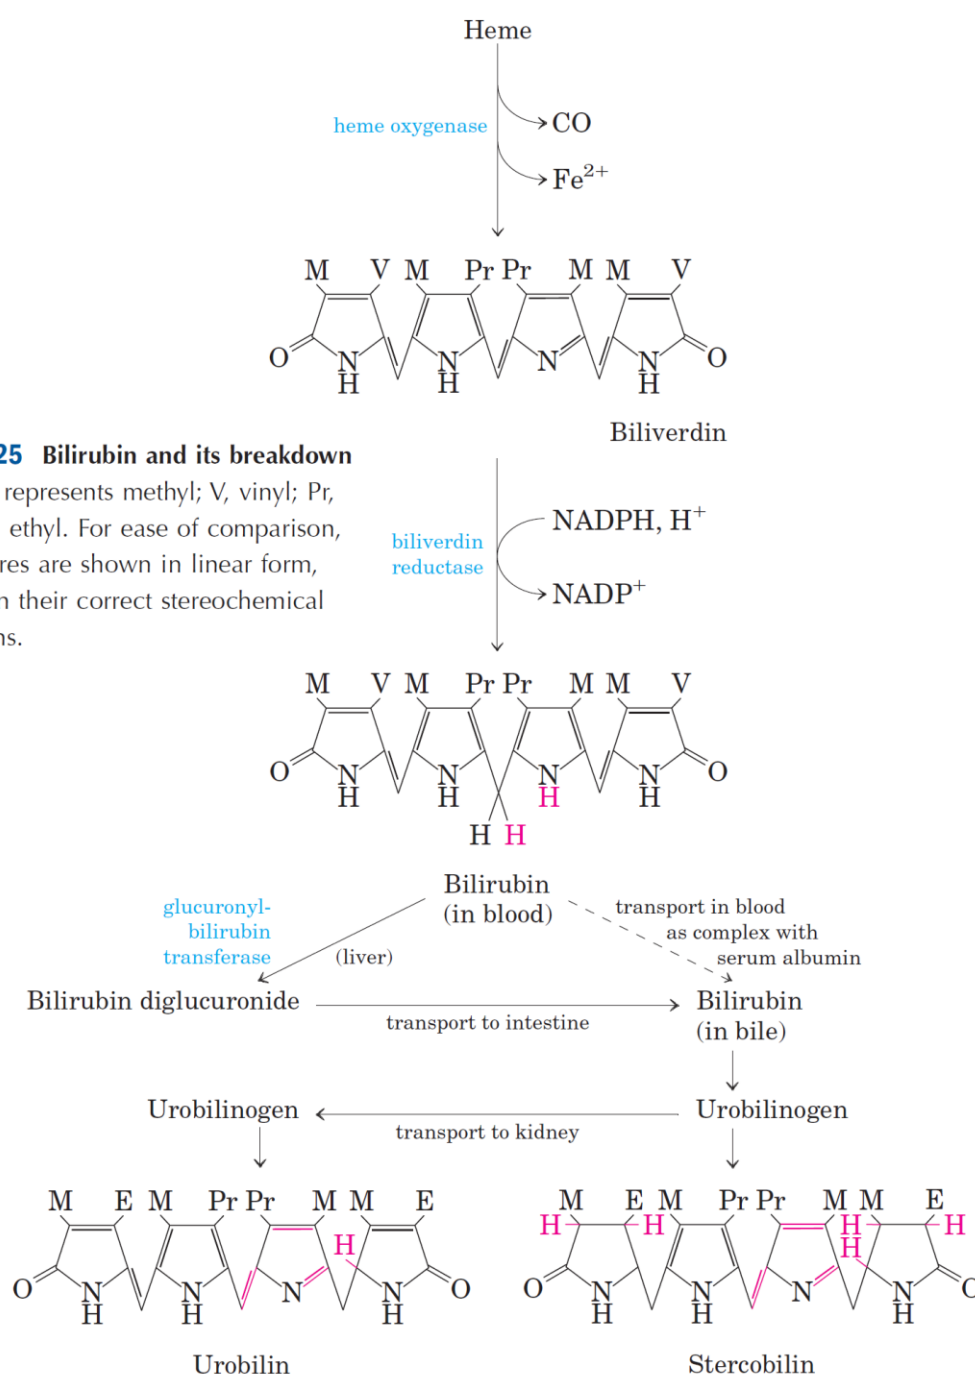 Heme
heme oxygenase
CO
Fe2+
M V M Pr Pr M M V
O N N N N O
H H H
Biliverdin
25 Bilirubin and its breakdown
represents methyl; V, vinyl; Pr,
ethyl. For ease of comparison,
res are shown in linear form,
n their correct stereochemical
ns.
NADPH, H+
biliverdin
reductase
NADP+
M V M Pr Pr M M V
O N N N N O
H H H H
H H
Bilirubin
(in blood)
glucuronyl-
bilirubin
transferase
(liver)
transport in blood
as complex with
serum albumin
Bilirubin diglucuronide
transport to intestine
Bilirubin
(in bile)
Urobilinogen
transport to kidney
Urobilinogen
M E M Pr Pr M M E
H
O N N N N O
H H H
Urobilin
M E M Pr Pr M M E
H H H H
H
O N N N N O
H H H
Stercobilin